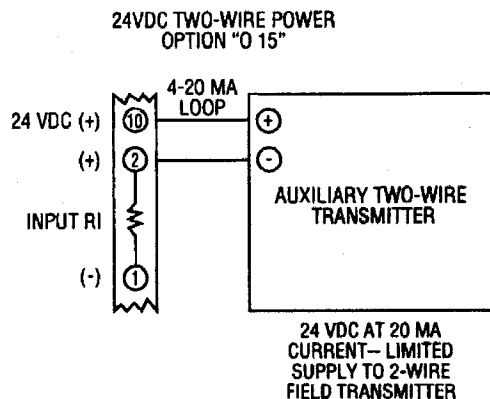 24VDC TWO-WIRE POWER
OPTION "O 15"
4-20 MA
LOOP
24 VDC (+)
10
+
(+)
2
-
AUXILIARY TWO-WIRE
TRANSMITTER
INPUT RI
(-)
1
24 VDC AT 20 MA
CURRENT– LIMITED
SUPPLY TO 2-WIRE
FIELD TRANSMITTER